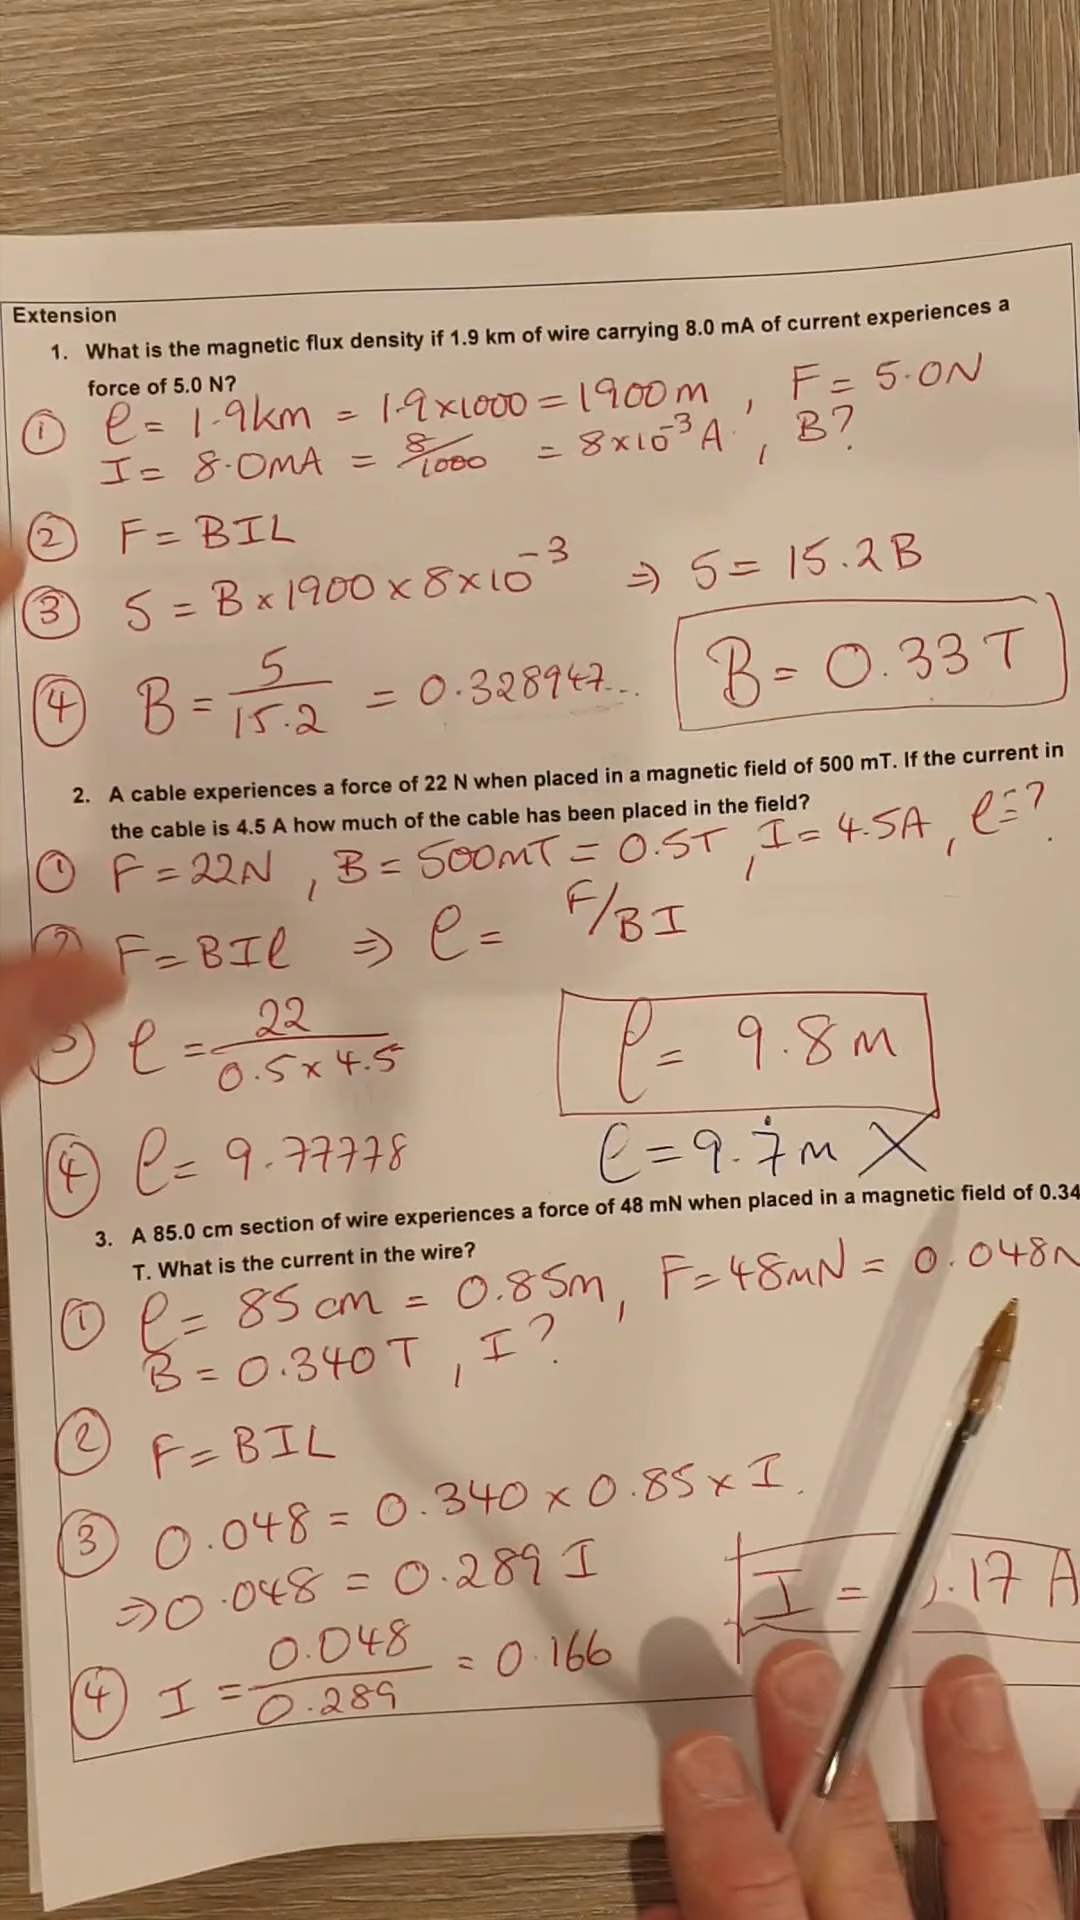 Extension
1. What is the magnetic flux density if 1.9 km of wire carrying 8.0 mA of current experiences a
force of 5.0 N?
① l = 1.9km = 1.9x1000 = 1900m , F = 5.0N
I = 8.0mA = 8/1000 = 8x10⁻³A , B?
② F = BIL
③ 5 = B x 1900 x 8 x 10⁻³ ⇒ 5 = 15.2B
④ B = 5/15.2 = 0.328947... B = 0.33T
2. A cable experiences a force of 22 N when placed in a magnetic field of 500 mT. If the current in
the cable is 4.5 A how much of the cable has been placed in the field?
① F = 22N , B = 500mT = 0.5T , I = 4.5A , l = ?
F = BIl ⇒ l = F/BI
l = 22/0.5 x 4.5 l = 9.8m
④ l = 9.77778 l = 9.7̇m X
3. A 85.0 cm section of wire experiences a force of 48 mN when placed in a magnetic field of 0.34
T. What is the current in the wire?
① l = 85cm = 0.85m , F = 48mN = 0.048N
B = 0.340T , I?
② F = BIL
③ 0.048 = 0.340 x 0.85 x I.
⇒ 0.048 = 0.289 I
④ I = 0.048/0.289 = 0.166 I = .17 A